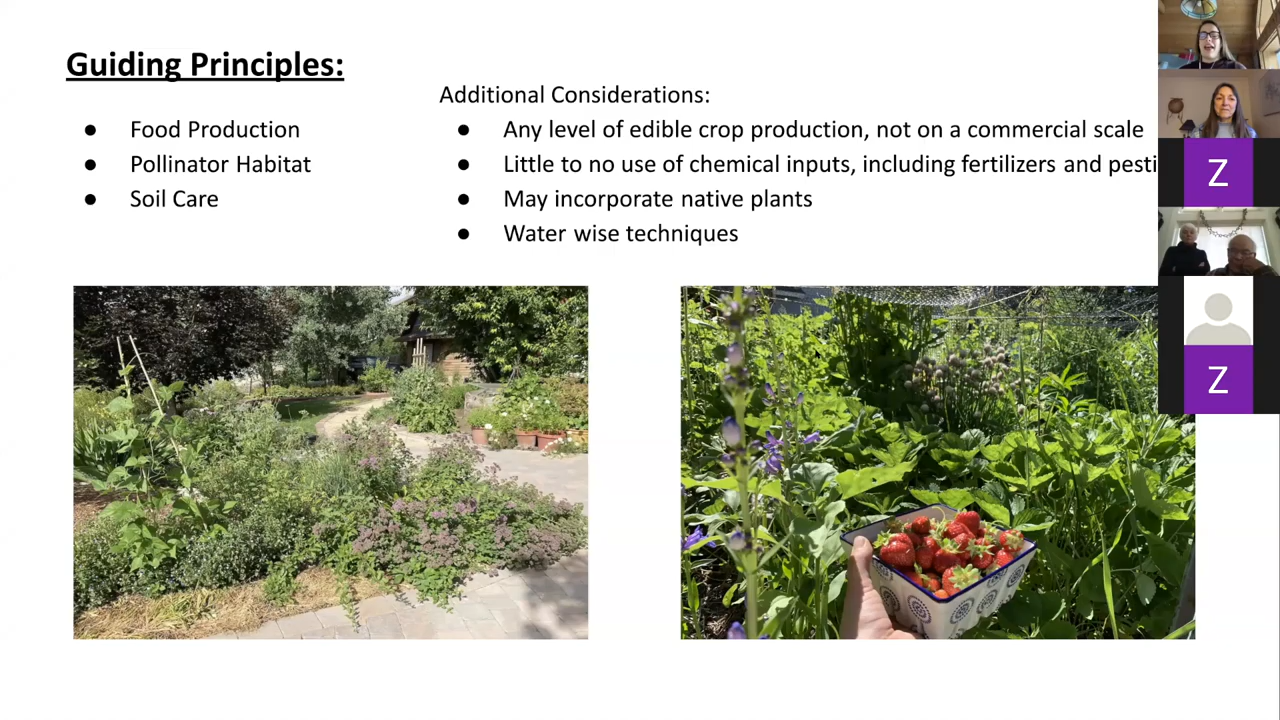 Guiding Principles:
● Food Production
● Pollinator Habitat
● Soil Care
Additional Considerations:
● Any level of edible crop production, not on a commercial scale
● Little to no use of chemical inputs, including fertilizers and pesti
● May incorporate native plants
● Water wise techniques
Z
Z